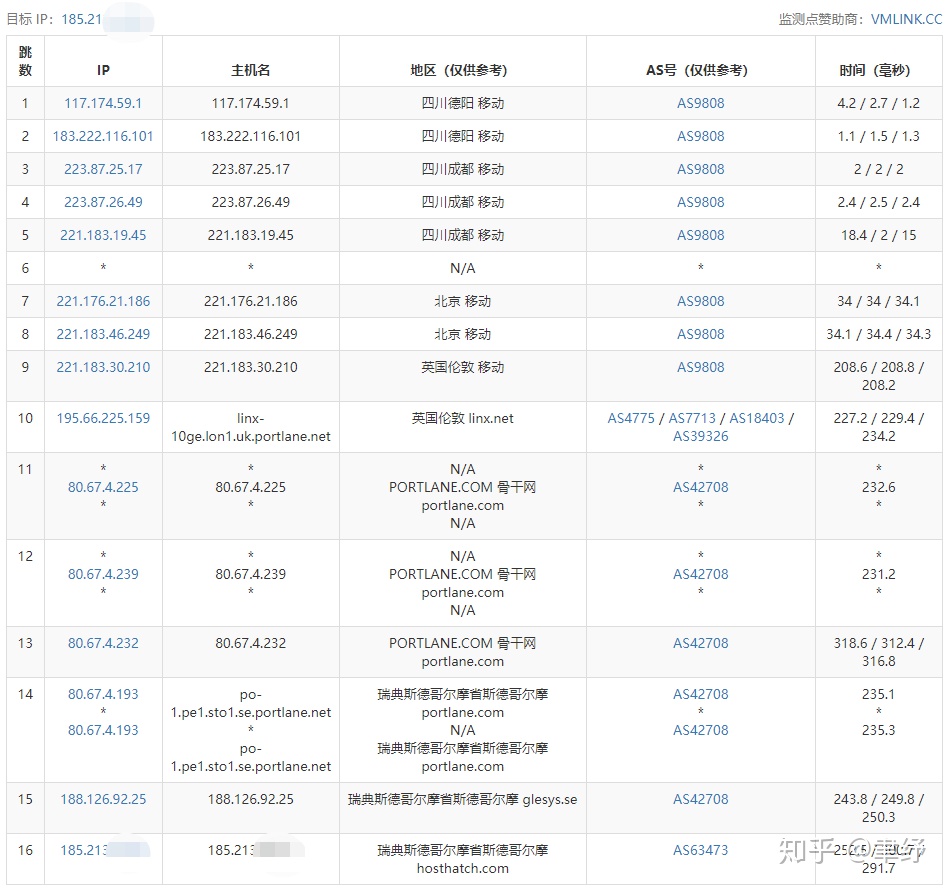 目标 IP: 185.21
监测点赞助商: VMLINK.CC
跳数 IP 主机名 地区（仅供参考） AS号（仅供参考） 时间（毫秒）
1 117.174.59.1 117.174.59.1 四川德阳 移动 AS9808 4.2 / 2.7 / 1.2
2 183.222.116.101 183.222.116.101 四川德阳 移动 AS9808 1.1 / 1.5 / 1.3
3 223.87.25.17 223.87.25.17 四川成都 移动 AS9808 2 / 2 / 2
4 223.87.26.49 223.87.26.49 四川成都 移动 AS9808 2.4 / 2.5 / 2.4
5 221.183.19.45 221.183.19.45 四川成都 移动 AS9808 18.4 / 2 / 15
6 * * N/A * *
7 221.176.21.186 221.176.21.186 北京 移动 AS9808 34 / 34 / 34.1
8 221.183.46.249 221.183.46.249 北京 移动 AS9808 34.1 / 34.4 / 34.3
9 221.183.30.210 221.183.30.210 英国伦敦 移动 AS9808 208.6 / 208.8 /
208.2
10 195.66.225.159 linx- 英国伦敦 linx.net AS4775 / AS7713 / AS18403 / 227.2 / 229.4 /
10ge.lon1.uk.portlane.net AS39326 234.2
11 * * N/A * *
80.67.4.225 80.67.4.225 PORTLANE.COM 骨干网 AS42708 232.6
* * portlane.com * *
N/A
12 * * N/A * *
80.67.4.239 80.67.4.239 PORTLANE.COM 骨干网 AS42708 231.2
* * portlane.com * *
N/A
13 80.67.4.232 80.67.4.232 PORTLANE.COM 骨干网 AS42708 318.6 / 312.4 /
portlane.com 316.8
14 80.67.4.193 po- 瑞典斯德哥尔摩省斯德哥尔摩 AS42708 235.1
* 1.pe1.sto1.se.portlane.net portlane.com * *
80.67.4.193 * N/A AS42708 235.3
po- 瑞典斯德哥尔摩省斯德哥尔摩
1.pe1.sto1.se.portlane.net portlane.com
15 188.126.92.25 188.126.92.25 瑞典斯德哥尔摩省斯德哥尔摩 glesys.se AS42708 243.8 / 249.8 /
250.3
16 185.213 185.213 瑞典斯德哥尔摩省斯德哥尔摩 AS63473
hosthatch.com 291.7
知乎 @聿纾